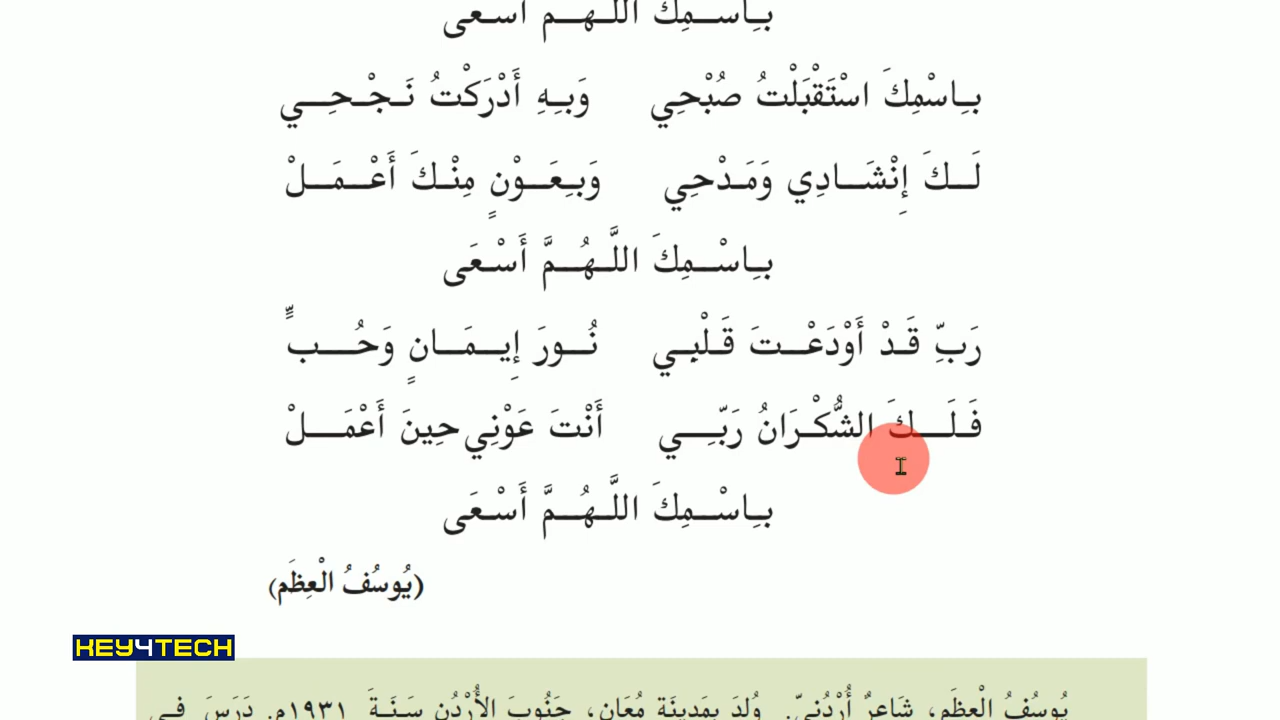 بِاسْمِكَ اللَّهُمَّ أَسْعَى
بِاسْمِكَ اسْتَقْبَلْتُ صُبْحِي وَبِهِ أَدْرَكْتُ نَجْحِي
لَكَ إِنْشَادِي وَمَدْحِي وَبِعَوْنٍ مِنْكَ أَعْمَلْ
بِاسْمِكَ اللَّهُمَّ أَسْعَى
رَبِّ قَدْ أَوْدَعْتَ قَلْبِي نُورَ إِيمَانٍ وَحُبٍّ
فَلَكَ الشُّكْرَانُ رَبِّي أَنْتَ عَوْنِي حِينَ أَعْمَلْ
بِاسْمِكَ اللَّهُمَّ أَسْعَى
(يُوسُفُ الْعِظَم)
KEY4TECH
يُوسُفُ الْعِظَم، شَاعِرٌ أُرْدُنِيّ. وُلِدَ بِمَدِينَةِ مُعَان، جَنُوبَ الأُرْدُن سَنَةَ ١٩٣١م. دَرَسَ فِي